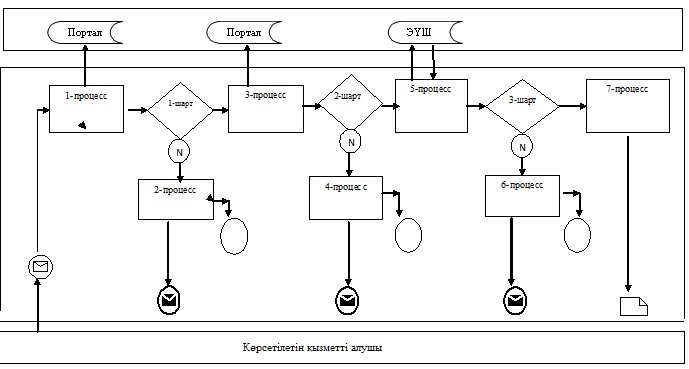 Портал
Портал
ЭҮШ
1-процесс
1-шарт
3-процесс
2-шарт
5-процесс
3-шарт
7-процесс
N
N
N
2-процесс
4-процесс
6-процесс
Көрсетілетін қызметті алушы